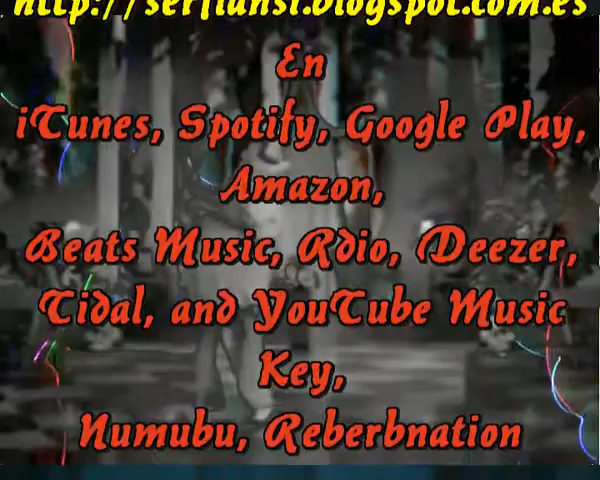 http://serflansi.blogspot.com.es
En
iTunes, Spotify, Google Play,
Amazon,
Beats Music, Rdio, Deezer,
Tidal, and YouTube Music
Key,
Numubu, Reberbnation